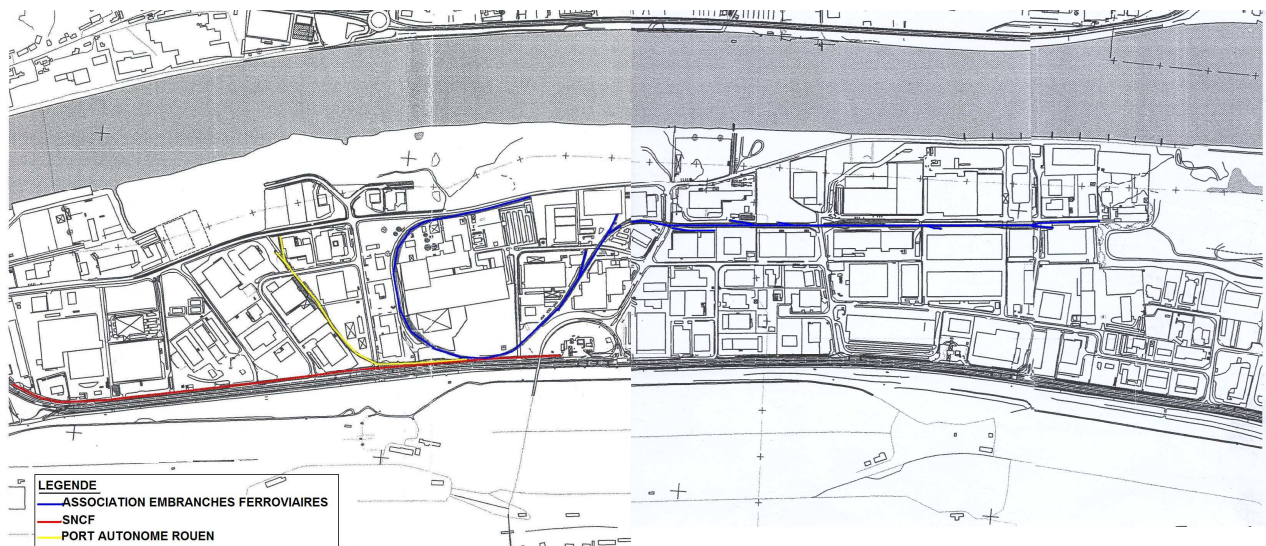 LEGENDE
ASSOCIATION EMBRANCHES FERROVIAIRES
SNCF
PORT AUTONOME ROUEN